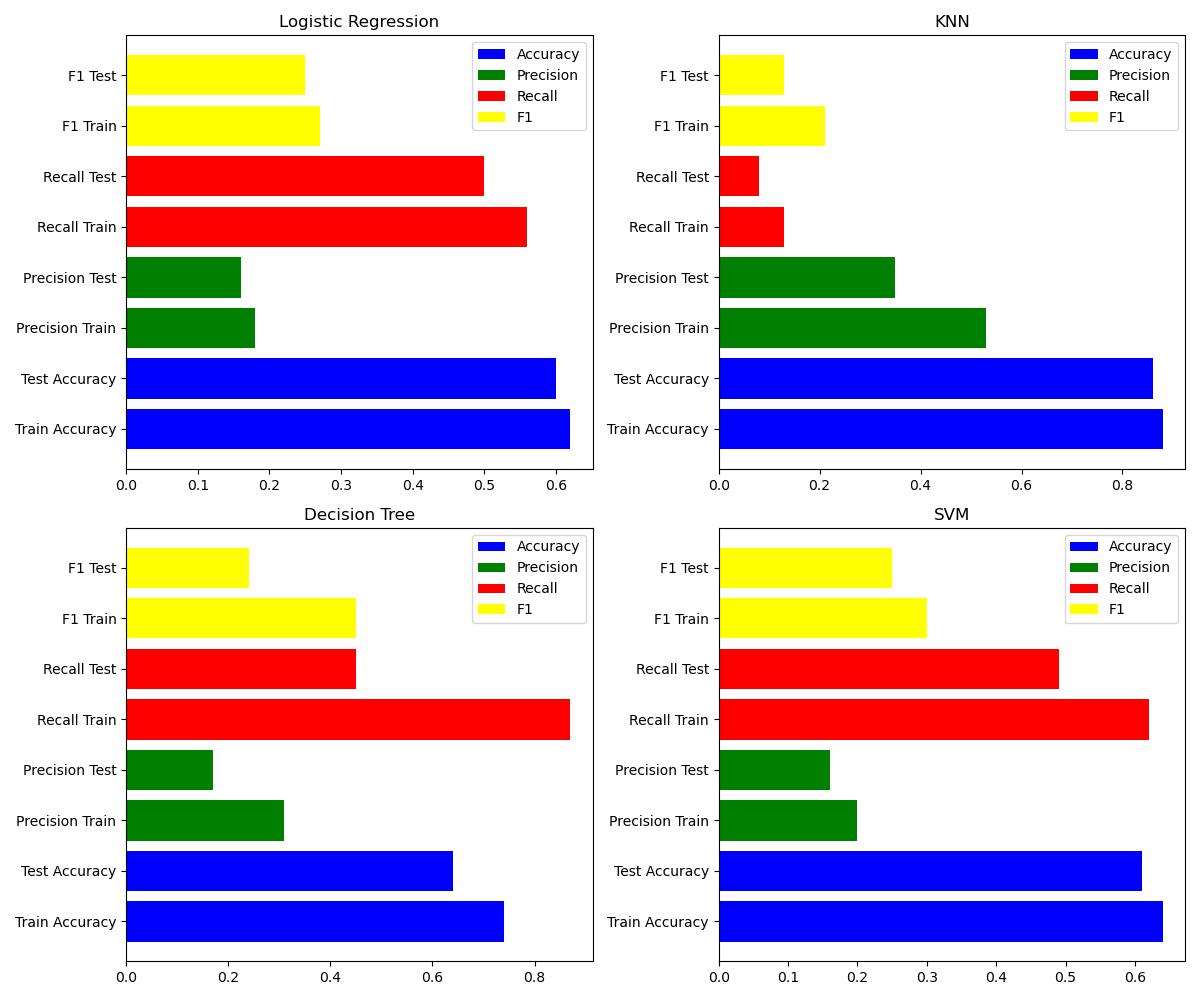 Logistic Regression
F1 Test
F1 Train
Recall Test
Recall Train
Precision Test
Precision Train
Test Accuracy
Train Accuracy
0.0 0.1 0.2 0.3 0.4 0.5 0.6
Accuracy
Precision
Recall
F1
KNN
F1 Test
F1 Train
Recall Test
Recall Train
Precision Test
Precision Train
Test Accuracy
Train Accuracy
0.0 0.2 0.4 0.6 0.8
Accuracy
Precision
Recall
F1
Decision Tree
F1 Test
F1 Train
Recall Test
Recall Train
Precision Test
Precision Train
Test Accuracy
Train Accuracy
0.0 0.2 0.4 0.6 0.8
Accuracy
Precision
Recall
F1
SVM
F1 Test
F1 Train
Recall Test
Recall Train
Precision Test
Precision Train
Test Accuracy
Train Accuracy
0.0 0.1 0.2 0.3 0.4 0.5 0.6
Accuracy
Precision
Recall
F1